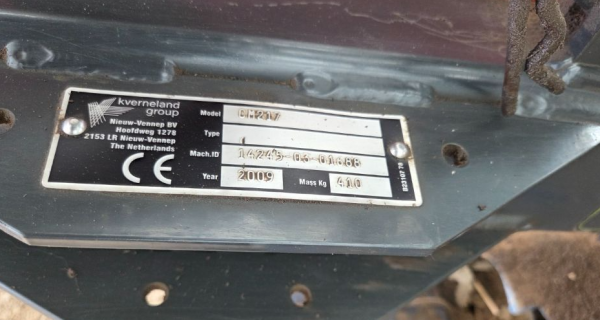 kverneland
group
Nieuw-Vennep BV
Hoofdweg 1278
2153 LR Nieuw-Vennep
The Netherlands
CE
Model
Type
Mach.ID
Year 2009 Mass Kg 410